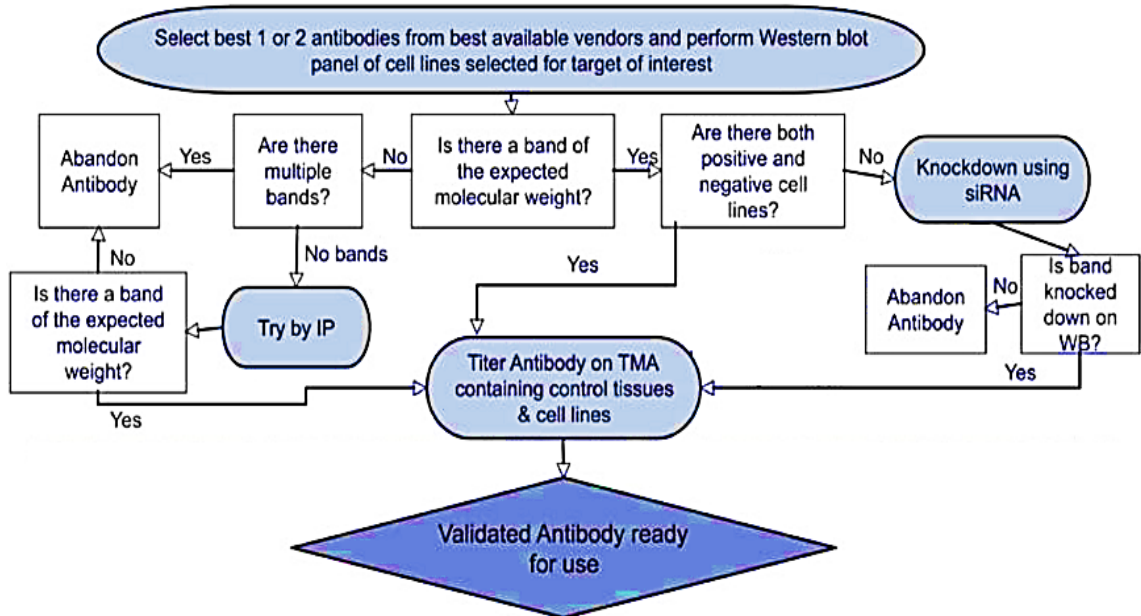 Select best 1 or 2 antibodies from best available vendors and perform Western blot
panel of cell lines selected for target of interest
Abandon
Antibody
Yes
Are there
multiple
bands?
No
Is there a band of
the expected
molecular weight?
Yes
Are there both
positive and
negative cell
lines?
No
Knockdown using
siRNA
No
No bands
Yes
Is there a band
of the expected
molecular
weight?
Try by IP
Abandon
Antibody
No
Is band
knocked
down on
WB?
Titer Antibody on TMA
containing control tissues
& cell lines
Yes
Yes
Validated Antibody ready
for use